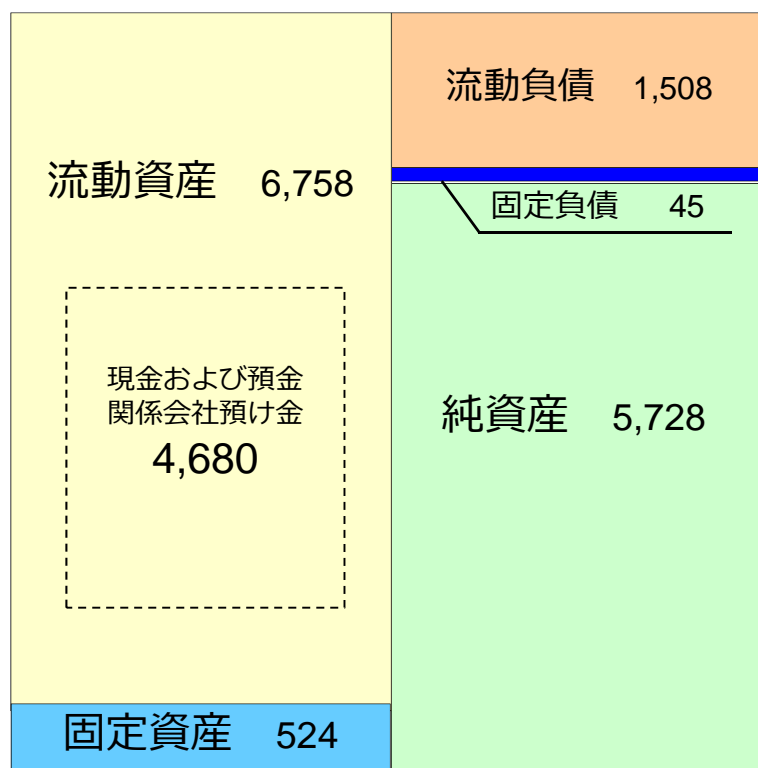 流動資産 6,758
現金および預金
関係会社預け金
4,680
固定資産 524
流動負債 1,508
固定負債 45
純資産 5,728